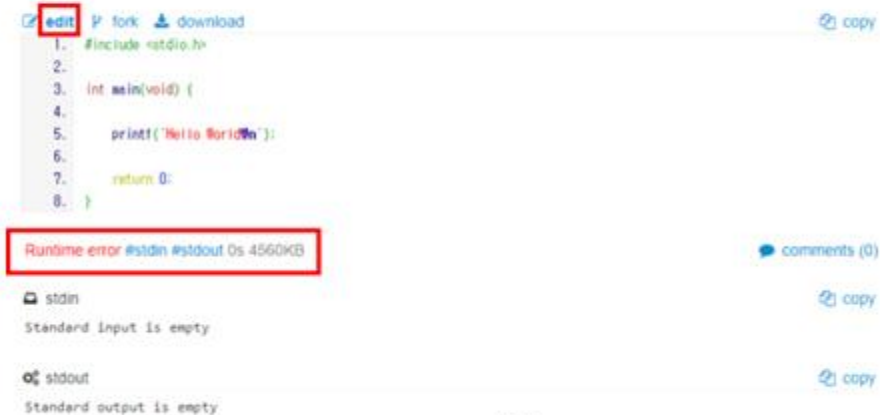 edit fork download copy
1. #include <stdio.h>
2.
3. int main(void) {
4.
5. printf("Hello World₩n");
6.
7. return 0;
8. }
Runtime error #stdin #stdout 0s 4560KB comments (0)
stdin copy
Standard input is empty
stdout copy
Standard output is empty